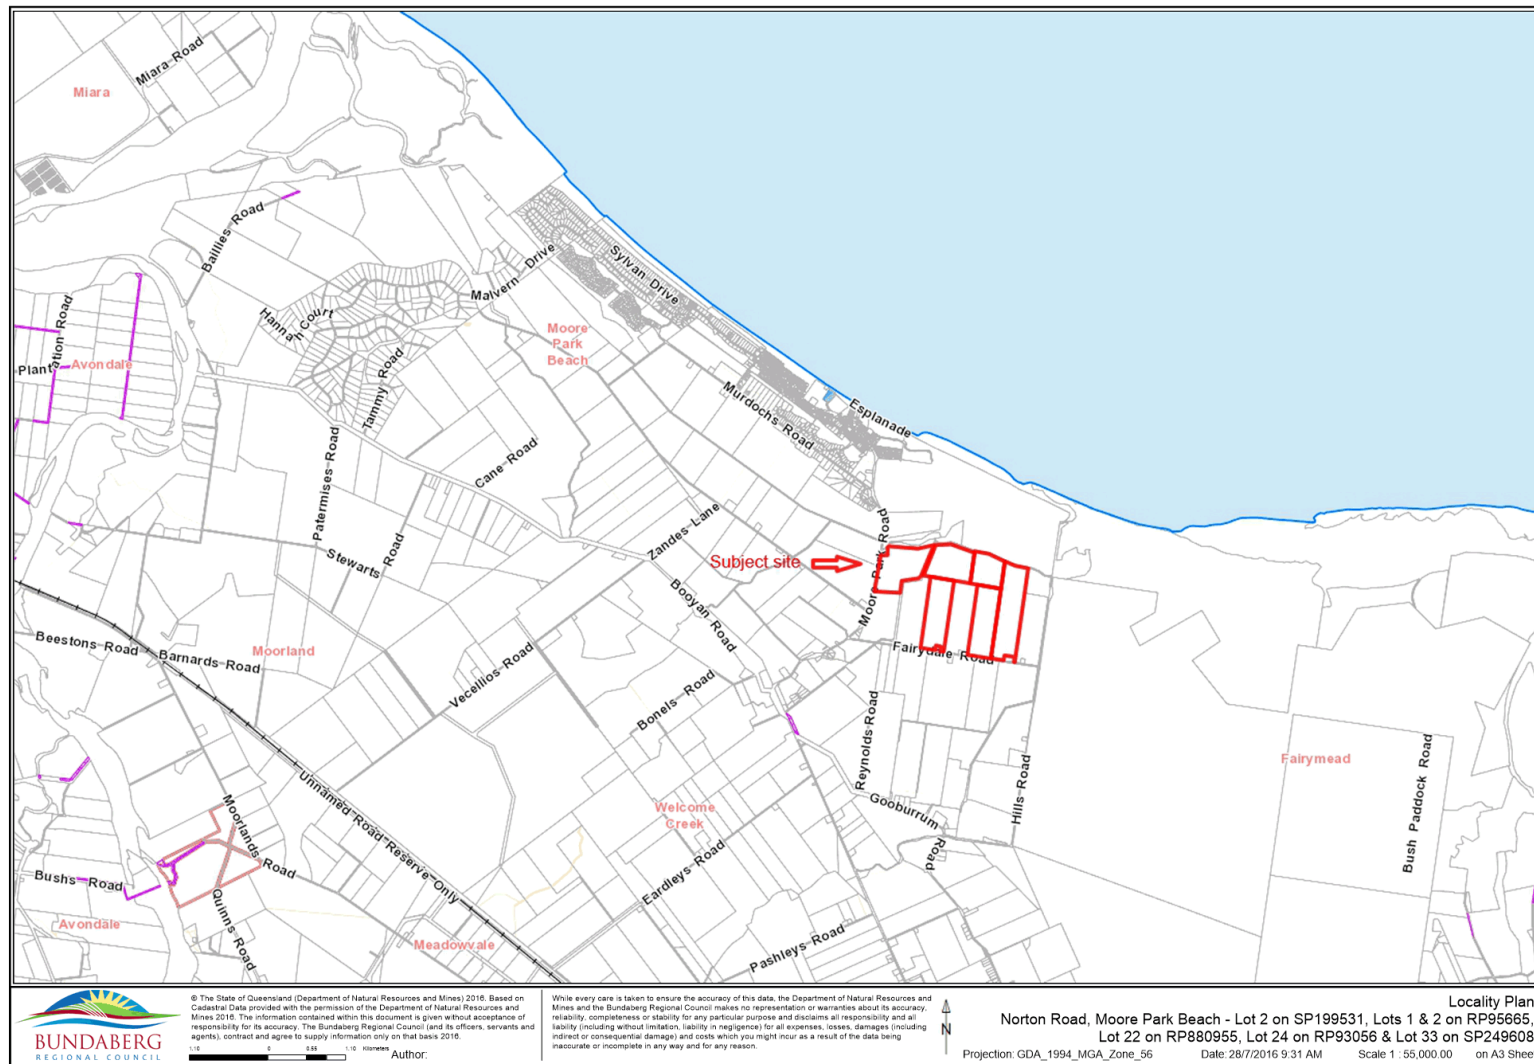 Miara Road
Miara
Baillies Road
Sylvan Drive
Malvern Drive
Hannah Court
Moore
Park
Beach
Plantation Road
Avondale
Tammy Road
Murdochs Road
Esplanade
Cane Road
Patermises Road
Stewarts Road
Zandes Lane
Subject site
Moore Park Road
Booyan Road
Beestons Road
Barnards Road
Moorland
Vecellios Road
Bonels Road
Fairydale Road
Reynolds Road
Hills Road
Fairymead
Bush Paddock Road
Unnamed Road Reserve Only
Welcome
Creek
Gooburrum Road
Moorlands Road
Eardleys Road
Bushs Road
Quinns Road
Avondale
Meadowvale
Pashleys Road
BUNDABERG
REGIONAL COUNCIL
© The State of Queensland (Department of Natural Resources and Mines) 2016. Based on
Cadastral Data provided with the permission of the Department of Natural Resources and
Mines 2016. The information contained within this document is given without acceptance of
responsibility for its accuracy. The Bundaberg Regional Council (and its officers, servants and
agents), contract and agree to supply information only on that basis 2016.
1.10 0 0.55 1.10 Kilometers
Author:
While every care is taken to ensure the accuracy of this data, the Department of Natural Resources and
Mines and the Bundaberg Regional Council makes no representation or warranties about its accuracy,
reliability, completeness or stability for any particular purpose and disclaims all responsibility and all
liability (including without limitation, liability in negligence) for all expenses, losses, damages (including
indirect or consequential damage) and costs which you might incur as a result of the data being
inaccurate or incomplete in any way and for any reason.
N
Locality Plan
Norton Road, Moore Park Beach - Lot 2 on SP199531, Lots 1 & 2 on RP95665,
Lot 22 on RP880955, Lot 24 on RP93056 & Lot 33 on SP249608
Projection: GDA_1994_MGA_Zone_56 Date: 28/7/2016 9:31 AM Scale 1 : 55,000 on A3 Sheet